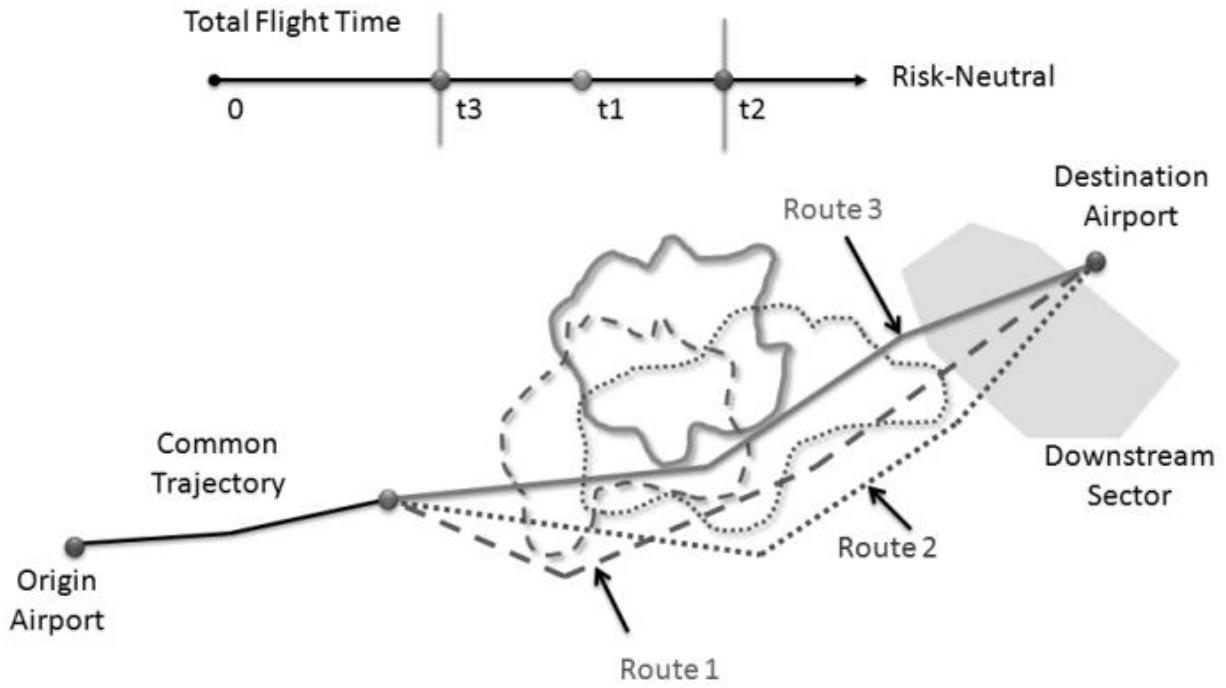 Total Flight Time
Risk-Neutral
0
t3
t1
t2
Destination
Airport
Route 3
Common
Trajectory
Downstream
Sector
Route 2
Origin
Airport
Route 1